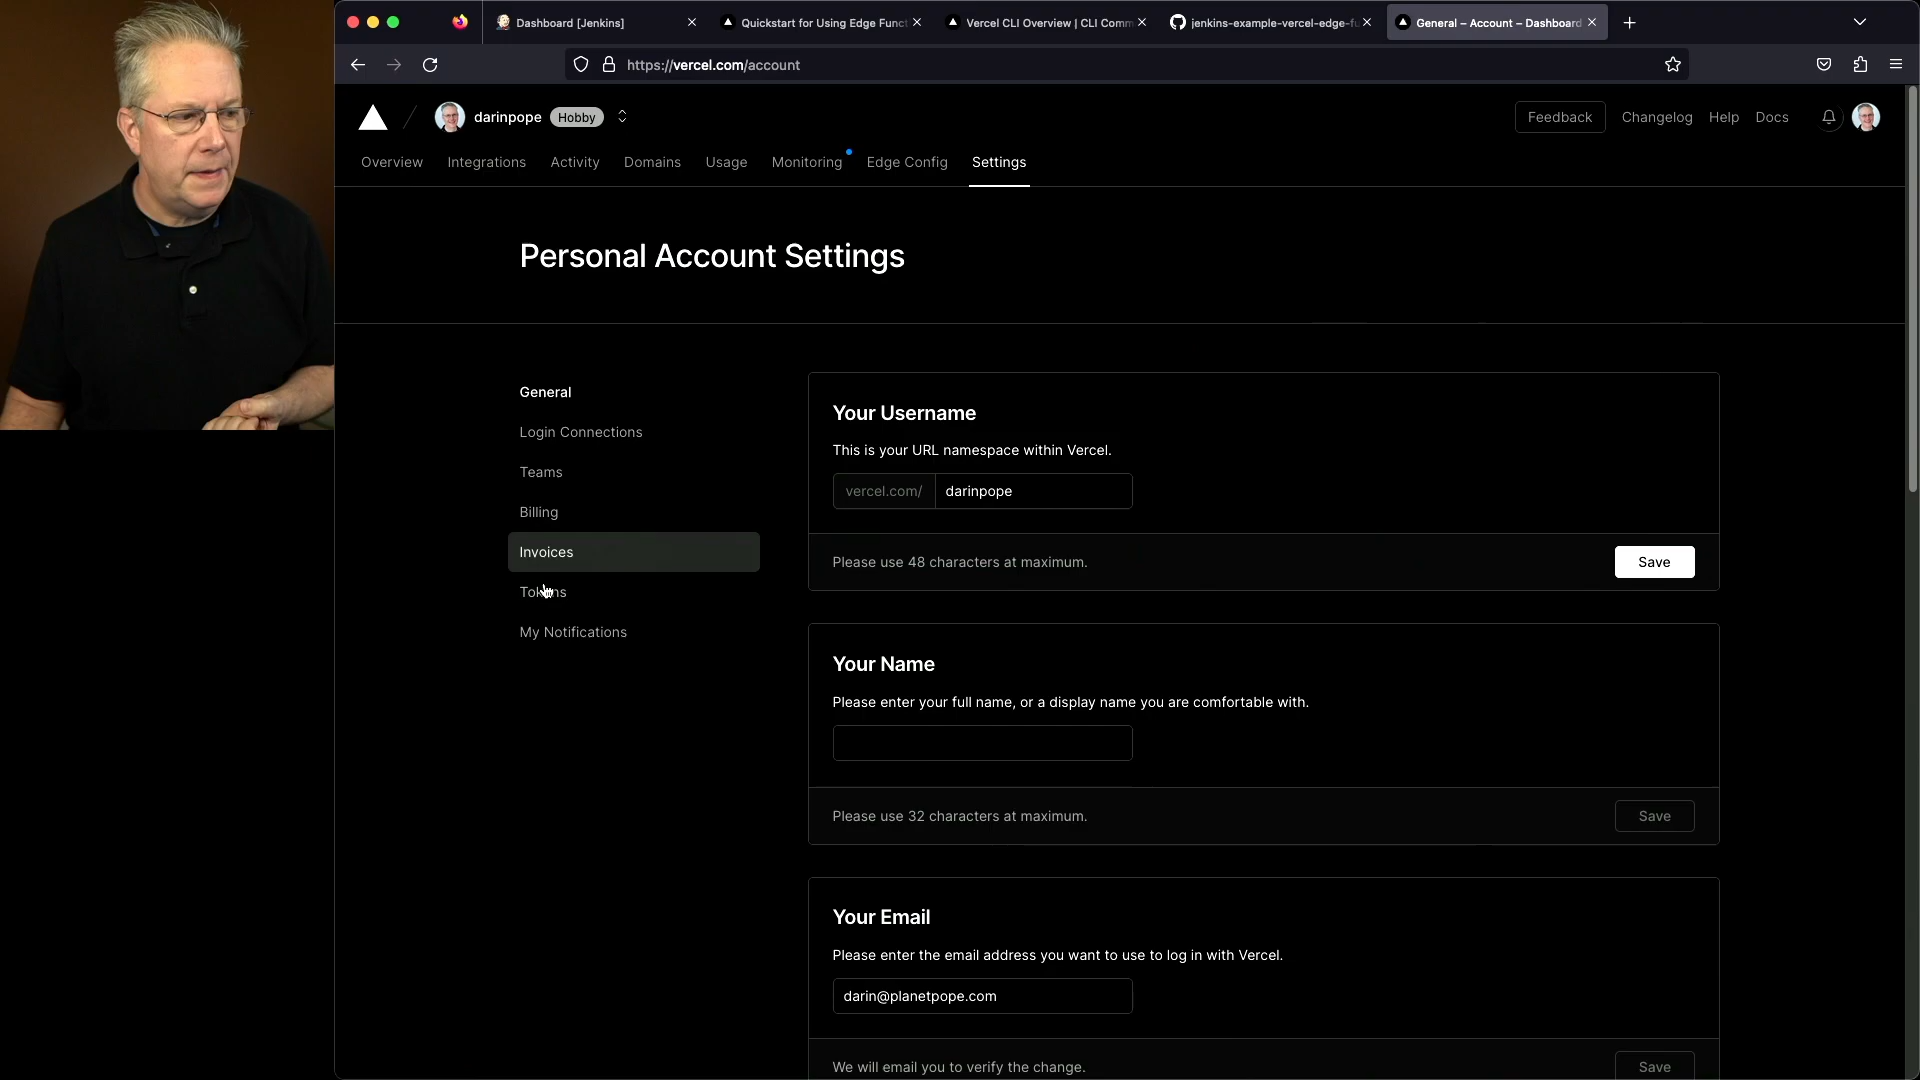 Dashboard [Jenkins]
Quickstart for Using Edge Funct
Vercel CLI Overview | CLI Comm
jenkins-example-vercel-edge-fu
General – Account – Dashboard
https://vercel.com/account
darinpope Hobby
Feedback Changelog Help Docs
Overview Integrations Activity Domains Usage Monitoring Edge Config Settings
Personal Account Settings
General
Login Connections
Teams
Billing
Invoices
Tokens
My Notifications
Your Username
This is your URL namespace within Vercel.
vercel.com/ darinpope
Please use 48 characters at maximum. Save
Your Name
Please enter your full name, or a display name you are comfortable with.
Please use 32 characters at maximum. Save
Your Email
Please enter the email address you want to use to log in with Vercel.
darin@planetpope.com
We will email you to verify the change. Save